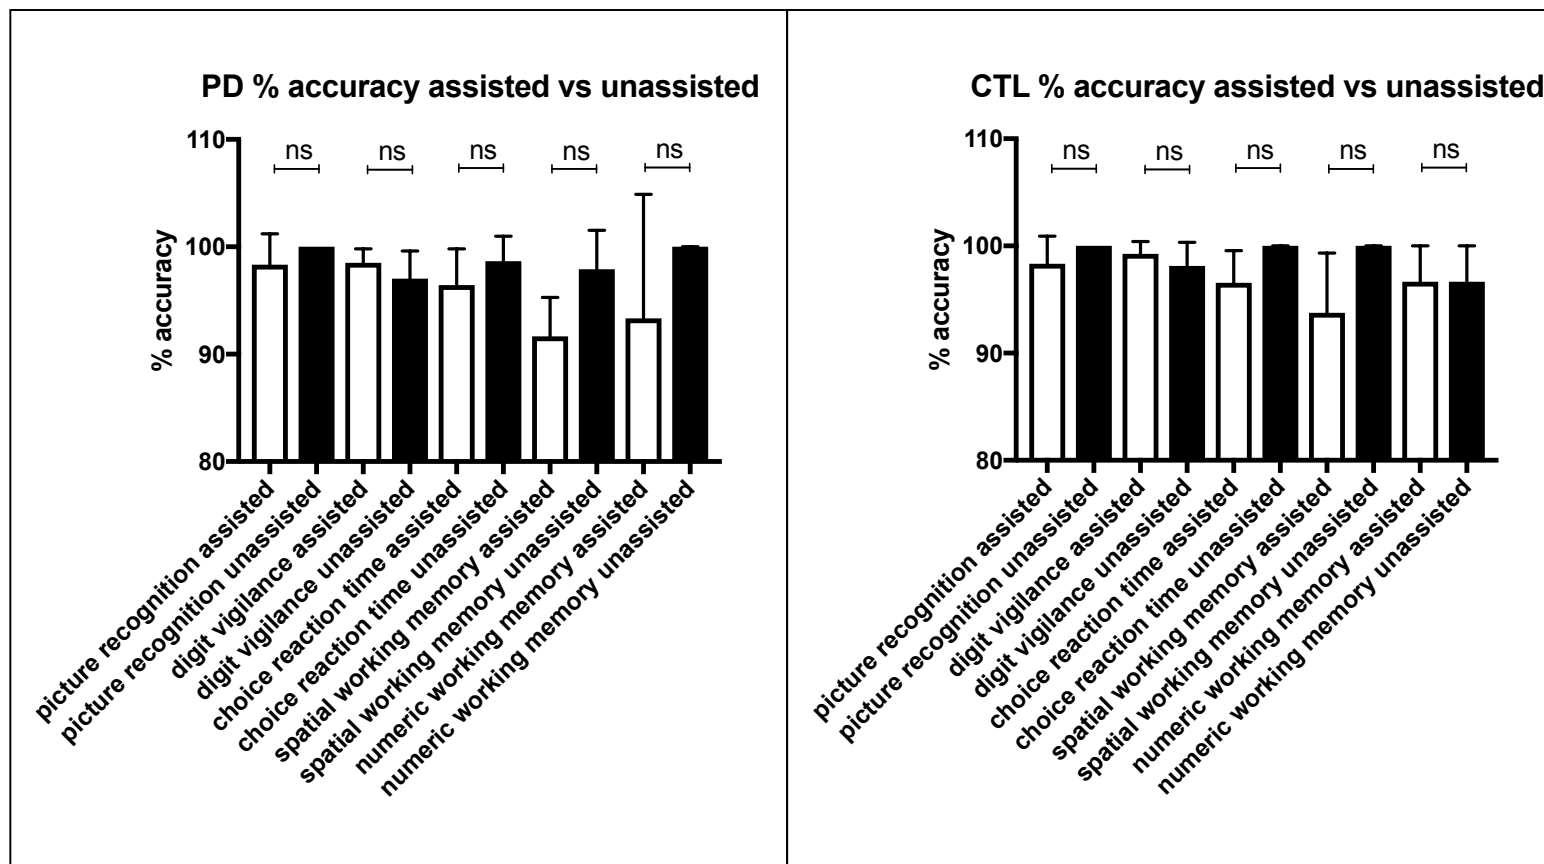 PD % accuracy assisted vs unassisted
110
100
90
80
% accuracy
ns
ns
ns
ns
ns
picture recognition assisted
picture recognition unassisted
digit vigilance assisted
digit vigilance unassisted
choice reaction time assisted
choice reaction time unassisted
spatial working memory assisted
spatial working memory unassisted
numeric working memory assisted
numeric working memory unassisted
CTL % accuracy assisted vs unassisted
110
100
90
80
% accuracy
ns
ns
ns
ns
ns
picture recognition assisted
picture recognition unassisted
digit vigilance assisted
digit vigilance unassisted
choice reaction time assisted
choice reaction time unassisted
spatial working memory assisted
spatial working memory unassisted
numeric working memory assisted
numeric working memory unassisted